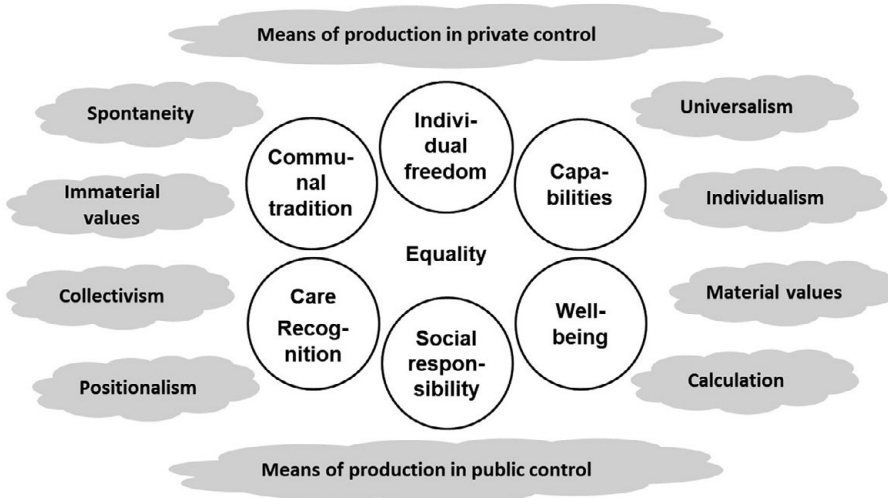 Means of production in private control
Spontaneity
Universalism
Indivi-
dual
freedom
Commu-
nal
tradition
Capa-
bilities
Immaterial
values
Individualism
Equality
Collectivism
Material values
Care
Recog-
nition
Well-
being
Social
respon-
sibility
Positionalism
Calculation
Means of production in public control